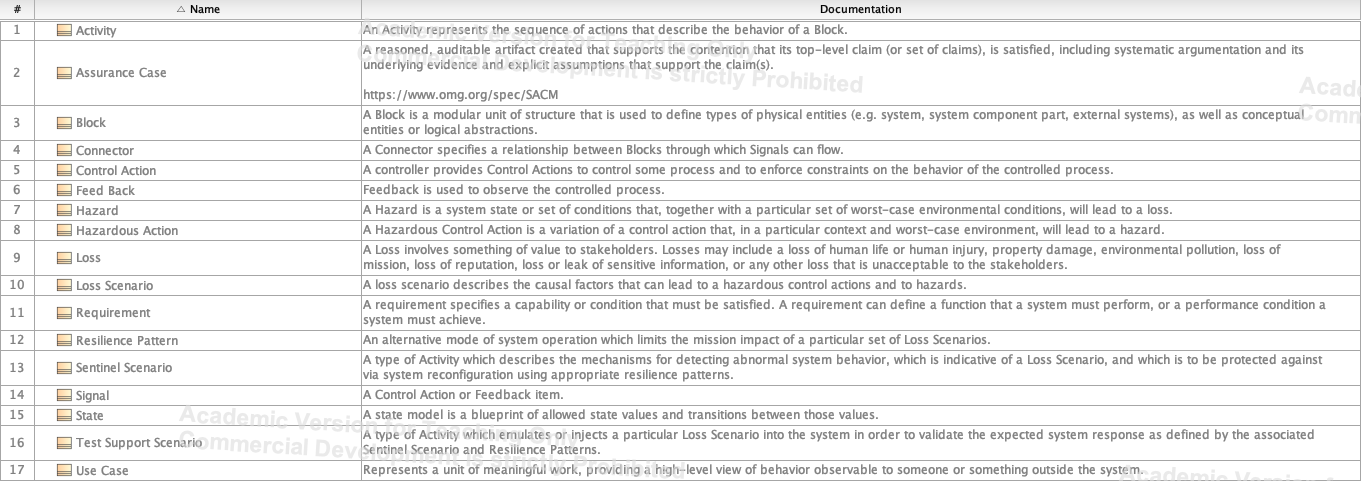 # Name Documentation
1 Activity An Activity represents the sequence of actions that describe the behavior of a Block.
2 Assurance Case A reasoned, auditable artifact created that supports the contention that its top-level claim (or set of claims), is satisfied, including systematic argumentation and its
underlying evidence and explicit assumptions that support the claim(s).
https://www.omg.org/spec/SACM
3 Block A Block is a modular unit of structure that is used to define types of physical entities (e.g. system, system component part, external systems), as well as conceptual
entities or logical abstractions.
4 Connector A Connector specifies a relationship between Blocks through which Signals can flow.
5 Control Action A controller provides Control Actions to control some process and to enforce constraints on the behavior of the controlled process.
6 Feed Back Feedback is used to observe the controlled process.
7 Hazard A Hazard is a system state or set of conditions that, together with a particular set of worst-case environmental conditions, will lead to a loss.
8 Hazardous Action A Hazardous Control Action is a variation of a control action that, in a particular context and worst-case environment, will lead to a hazard.
9 Loss A Loss involves something of value to stakeholders. Losses may include a loss of human life or human injury, property damage, environmental pollution, loss of
mission, loss of reputation, loss or leak of sensitive information, or any other loss that is unacceptable to the stakeholders.
10 Loss Scenario A loss scenario describes the causal factors that can lead to a hazardous control actions and to hazards.
11 Requirement A requirement specifies a capability or condition that must be satisfied. A requirement can define a function that a system must perform, or a performance condition a
system must achieve.
12 Resilience Pattern An alternative mode of system operation which limits the mission impact of a particular set of Loss Scenarios.
13 Sentinel Scenario A type of Activity which describes the mechanisms for detecting abnormal system behavior, which is indicative of a Loss Scenario, and which is to be protected against
via system reconfiguration using appropriate resilience patterns.
14 Signal A Control Action or Feedback item.
15 State A state model is a blueprint of allowed state values and transitions between those values.
16 Test Support Scenario A type of Activity which emulates or injects a particular Loss Scenario into the system in order to validate the expected system response as defined by the associated
Sentinel Scenario and Resilience Patterns.
17 Use Case Represents a unit of meaningful work, providing a high-level view of behavior observable to someone or something outside the system.
Academic Version for Teaching Only
Commercial Development is strictly Prohibited
Acad
Comm
Academic Version for Teaching Only
Commercial Development is strictly Prohibited
Academic Version